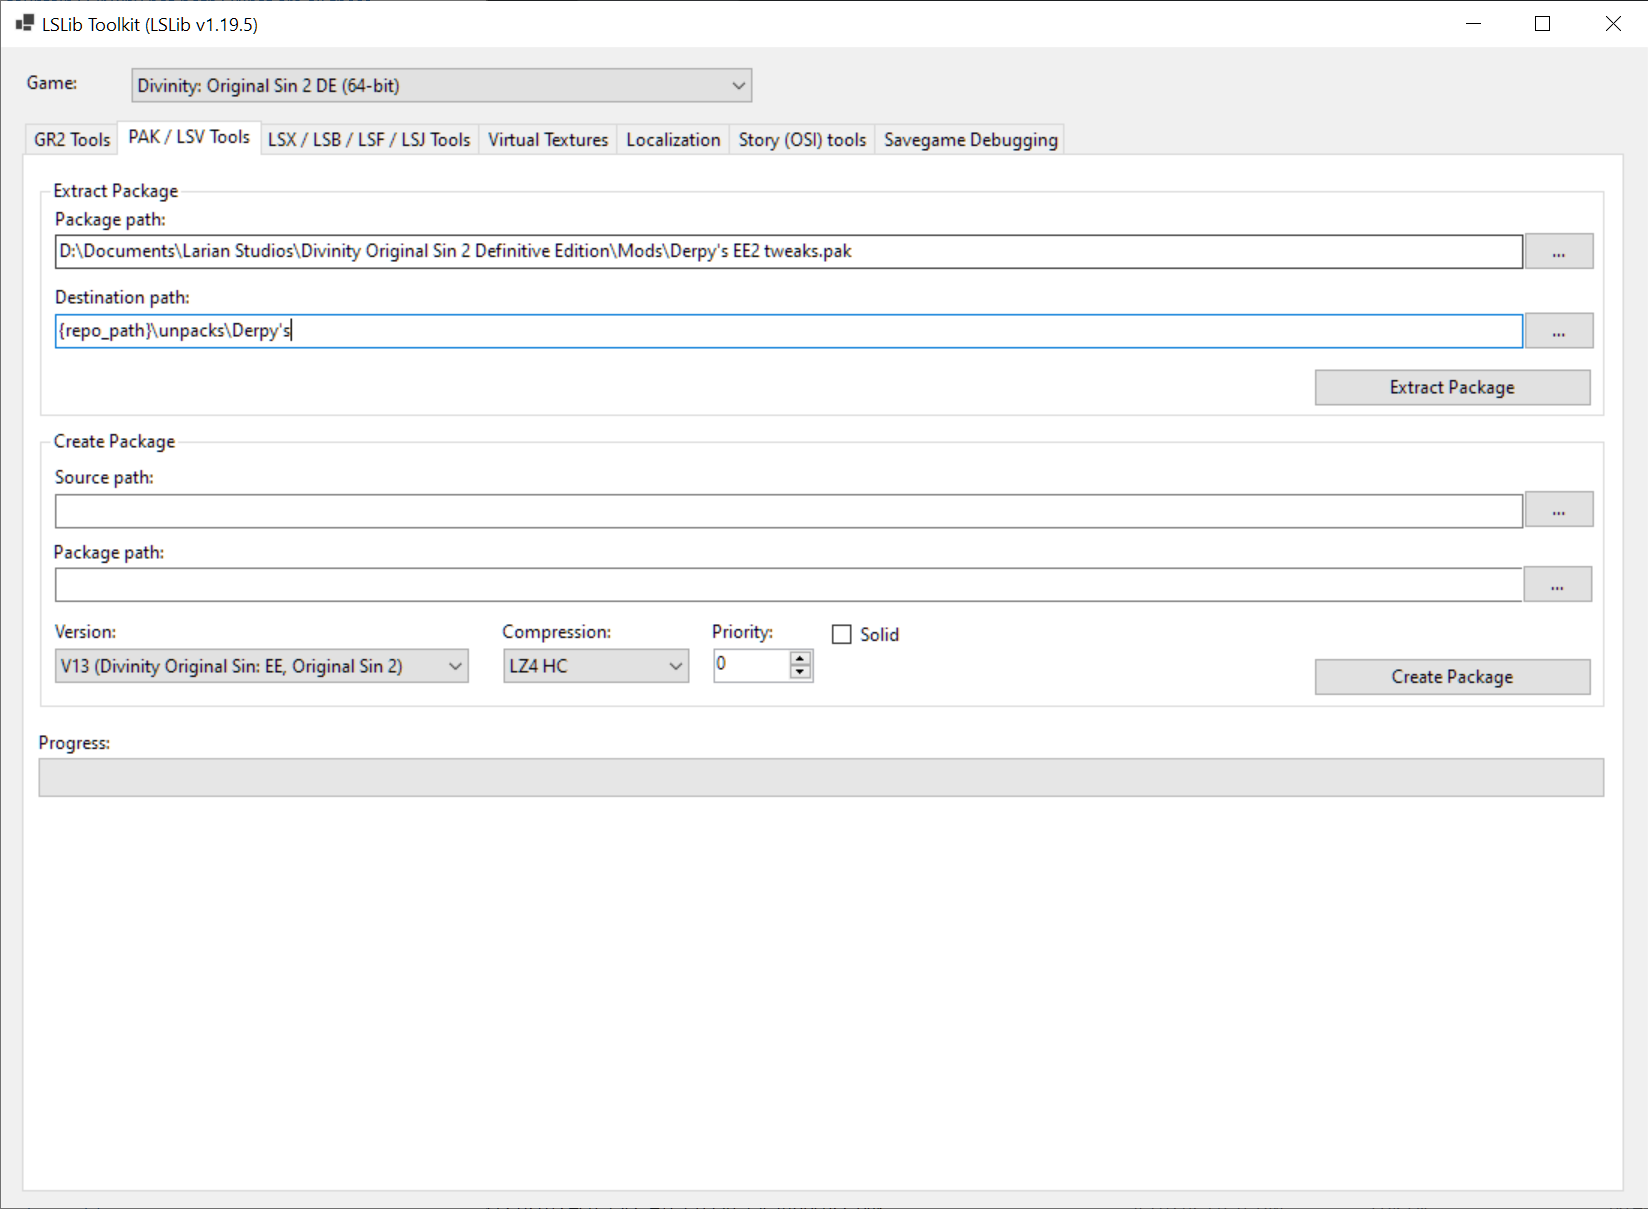 LSLib Toolkit (LSLib v1.19.5)
Game:
Divinity: Original Sin 2 DE (64-bit)
GR2 Tools PAK / LSV Tools LSX / LSB / LSF / LSJ Tools Virtual Textures Localization Story (OSI) tools Savegame Debugging
Extract Package
Package path:
D:\Documents\Larian Studios\Divinity Original Sin 2 Definitive Edition\Mods\Derpy's EE2 tweaks.pak
...
Destination path:
{repo_path}\unpacks\Derpy's
...
Extract Package
Create Package
Source path:
...
Package path:
...
Version: Compression: Priority: Solid
V13 (Divinity Original Sin: EE, Original Sin 2) LZ4 HC 0
Create Package
Progress: